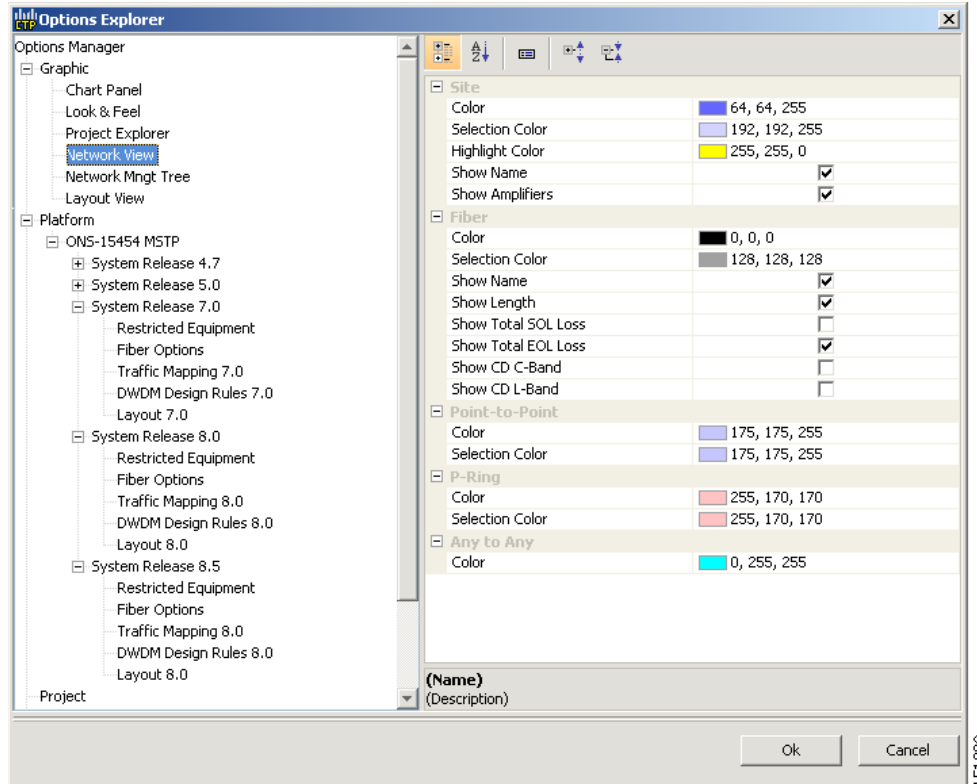 CTP Options Explorer
Options Manager
Graphic
Chart Panel
Look & Feel
Project Explorer
Network View
Network Mngt Tree
Layout View
Platform
ONS-15454 MSTP
System Release 4.7
System Release 5.0
System Release 7.0
Restricted Equipment
Fiber Options
Traffic Mapping 7.0
DWDM Design Rules 7.0
Layout 7.0
System Release 8.0
Restricted Equipment
Fiber Options
Traffic Mapping 8.0
DWDM Design Rules 8.0
Layout 8.0
System Release 8.5
Restricted Equipment
Fiber Options
Traffic Mapping 8.0
DWDM Design Rules 8.0
Layout 8.0
Project
A Z
Site
Color 64, 64, 255
Selection Color 192, 192, 255
Highlight Color 255, 255, 0
Show Name
Show Amplifiers
Fiber
Color 0, 0, 0
Selection Color 128, 128, 128
Show Name
Show Length
Show Total SOL Loss
Show Total EOL Loss
Show CD C-Band
Show CD L-Band
Point-to-Point
Color 175, 175, 255
Selection Color 175, 175, 255
P-Ring
Color 255, 170, 170
Selection Color 255, 170, 170
Any to Any
Color 0, 255, 255
(Name)
(Description)
Ok Cancel